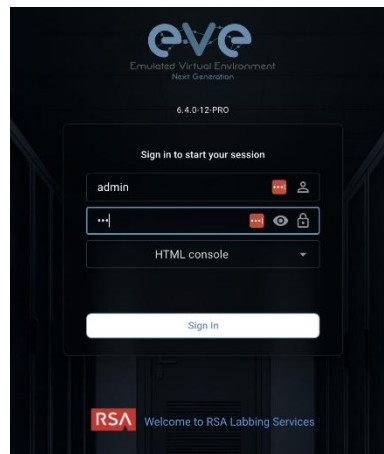 eve
Emulated Virtual Environment
Next Generation
6.4.0-12-PRO
Sign in to start your session
admin
HTML console
Sign In
RSA Welcome to RSA Labbing Services